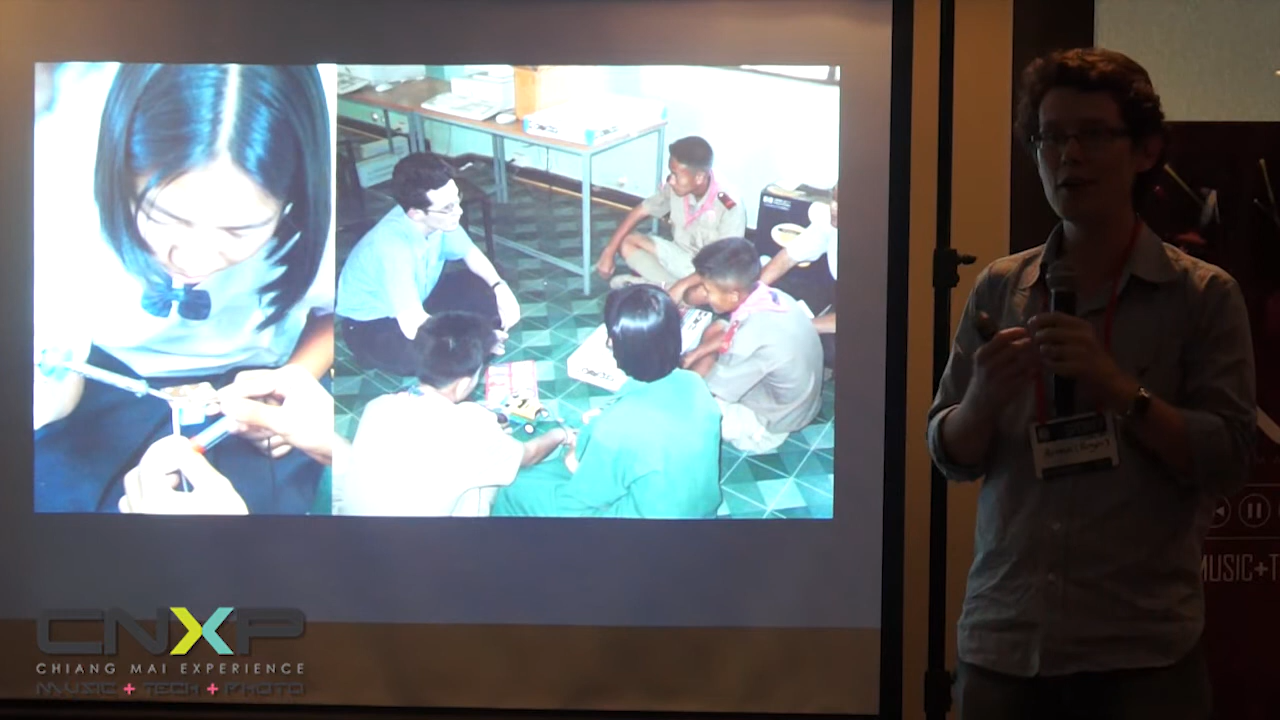 CNXP
CHIANG MAI EXPERIENCE
MUSIC + TECH + PHOTO
MUSIC+T